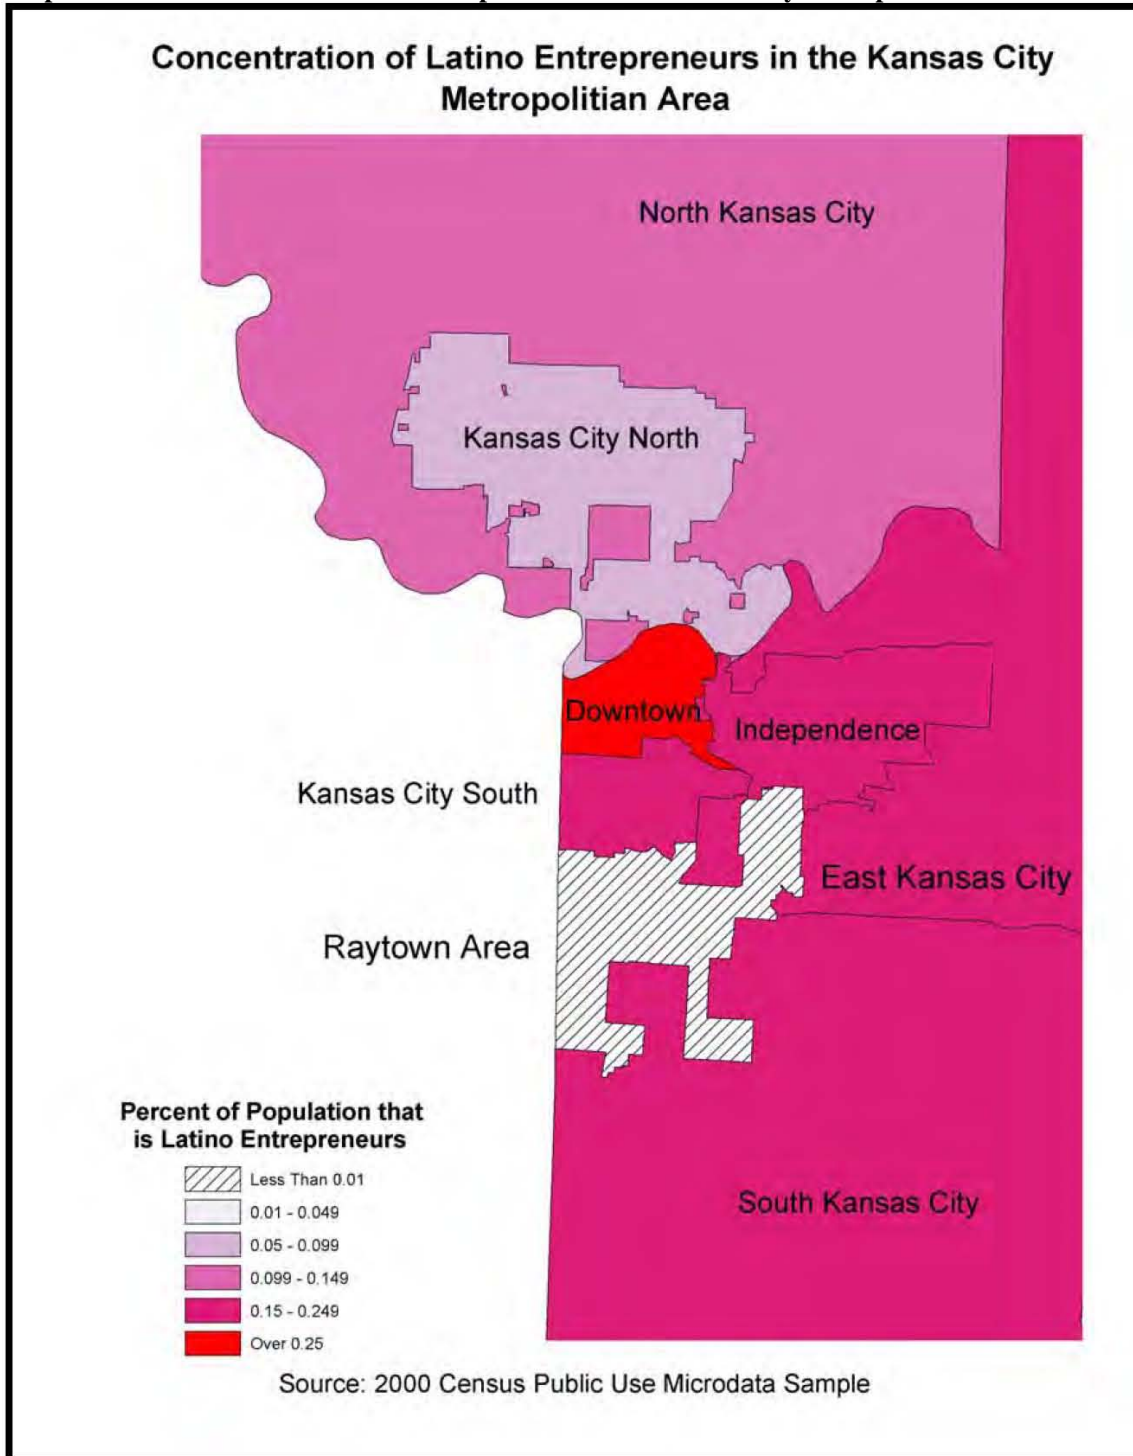 Concentration of Latino Entrepreneurs in the Kansas City
Metropolitian Area
North Kansas City
Kansas City North
Downtown
Independence
Kansas City South
East Kansas City
Raytown Area
Percent of Population that
is Latino Entrepreneurs
Less Than 0.01
0.01 - 0.049
0.05 - 0.099
0.099 - 0.149
0.15 - 0.249
Over 0.25
South Kansas City
Source: 2000 Census Public Use Microdata Sample